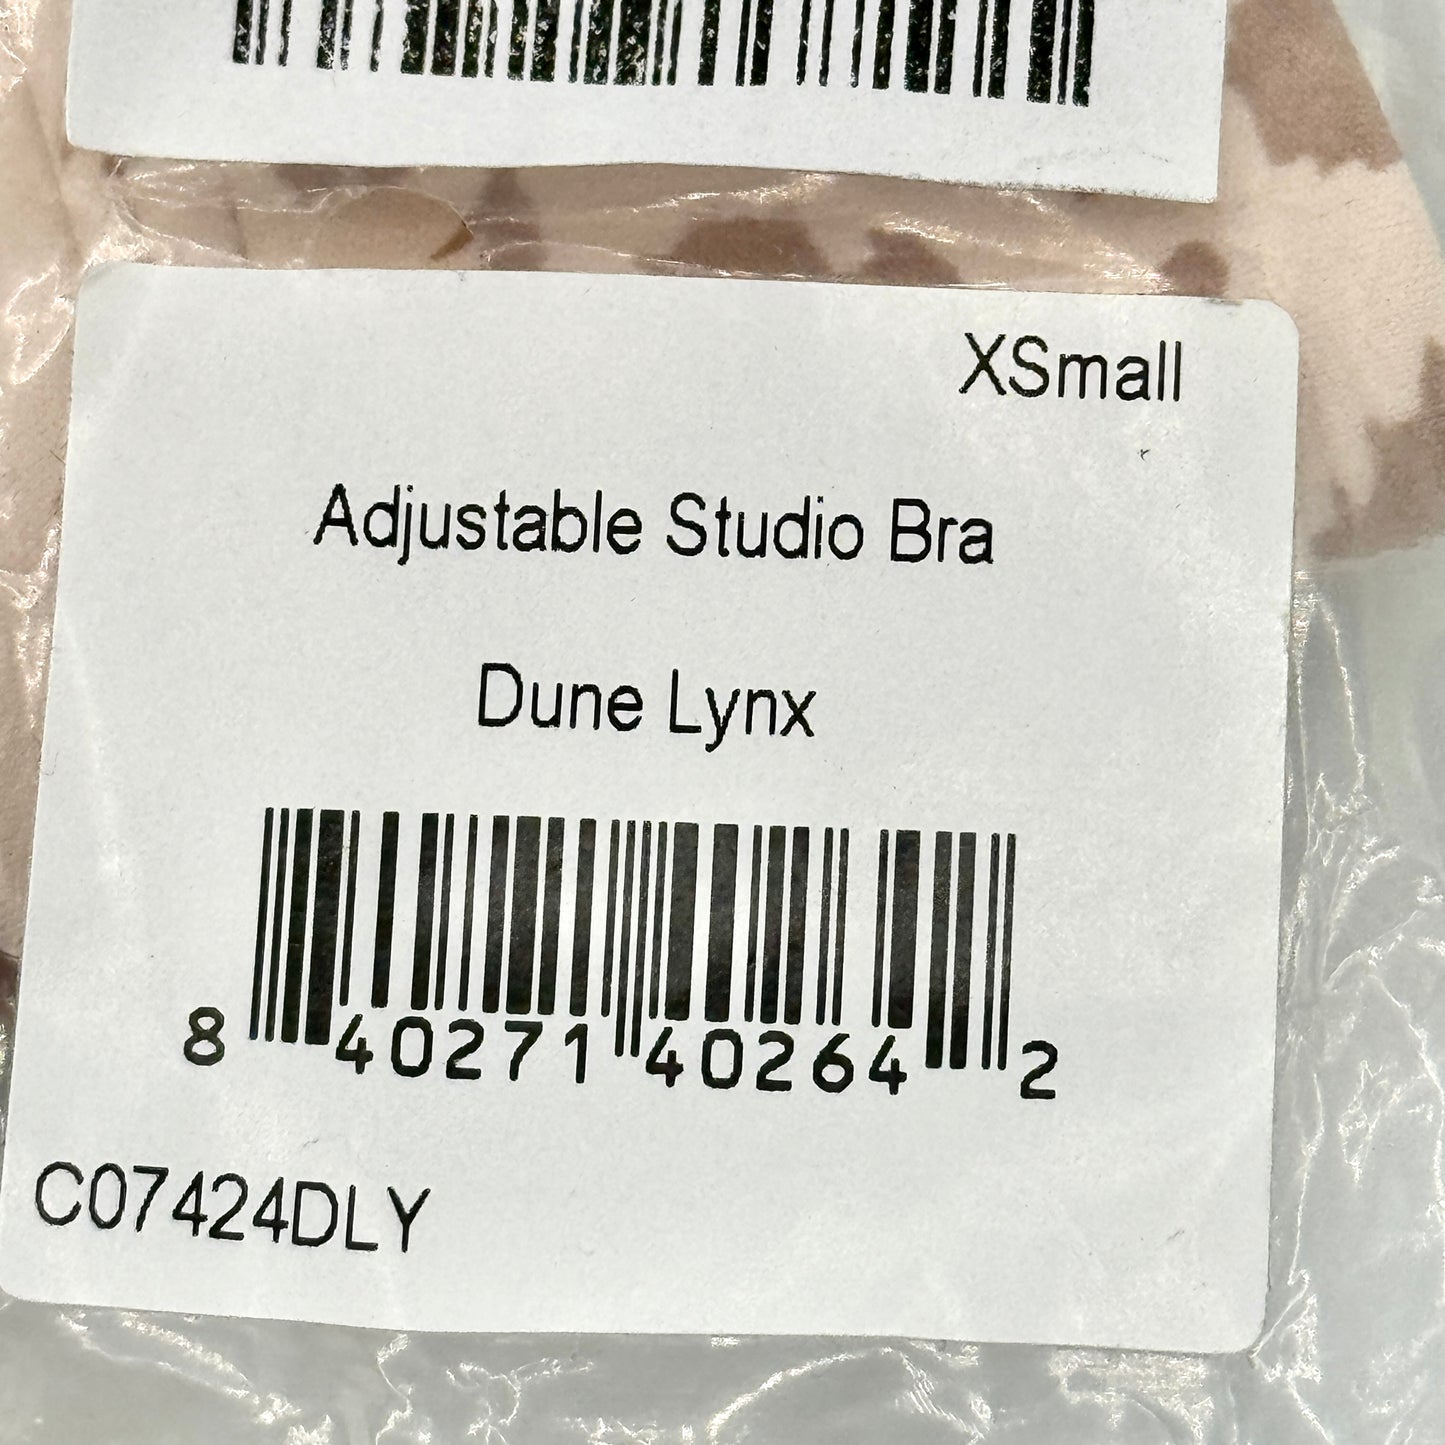 XSmall
Adjustable Studio Bra
Dune Lynx
8 40271 40264 2
C07424DLY